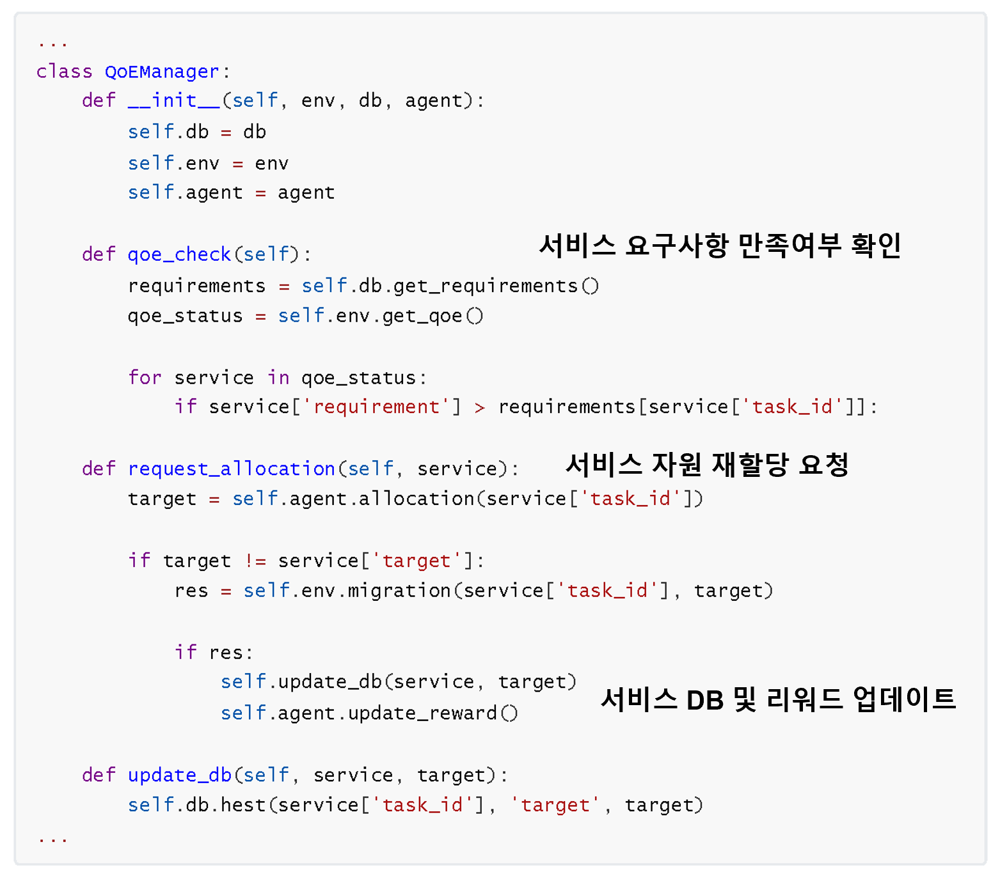 ...
class QoEManager:
    def __init__(self, env, db, agent):
        self.db = db
        self.env = env
        self.agent = agent
서비스 요구사항 만족여부 확인
    def qoe_check(self):
        requirements = self.db.get_requirements()
        qoe_status = self.env.get_qoe()
        for service in qoe_status:
            if service['requirement'] > requirements[service['task_id']]:
    def request_allocation(self, service):
서비스 자원 재할당 요청
        target = self.agent.allocation(service['task_id'])
        if target != service['target']:
            res = self.env.migration(service['task_id'], target)
            if res:
                self.update_db(service, target)
서비스 DB 및 리워드 업데이트
                self.agent.update_reward()
    def update_db(self, service, target):
        self.db.hest(service['task_id'], 'target', target)
...